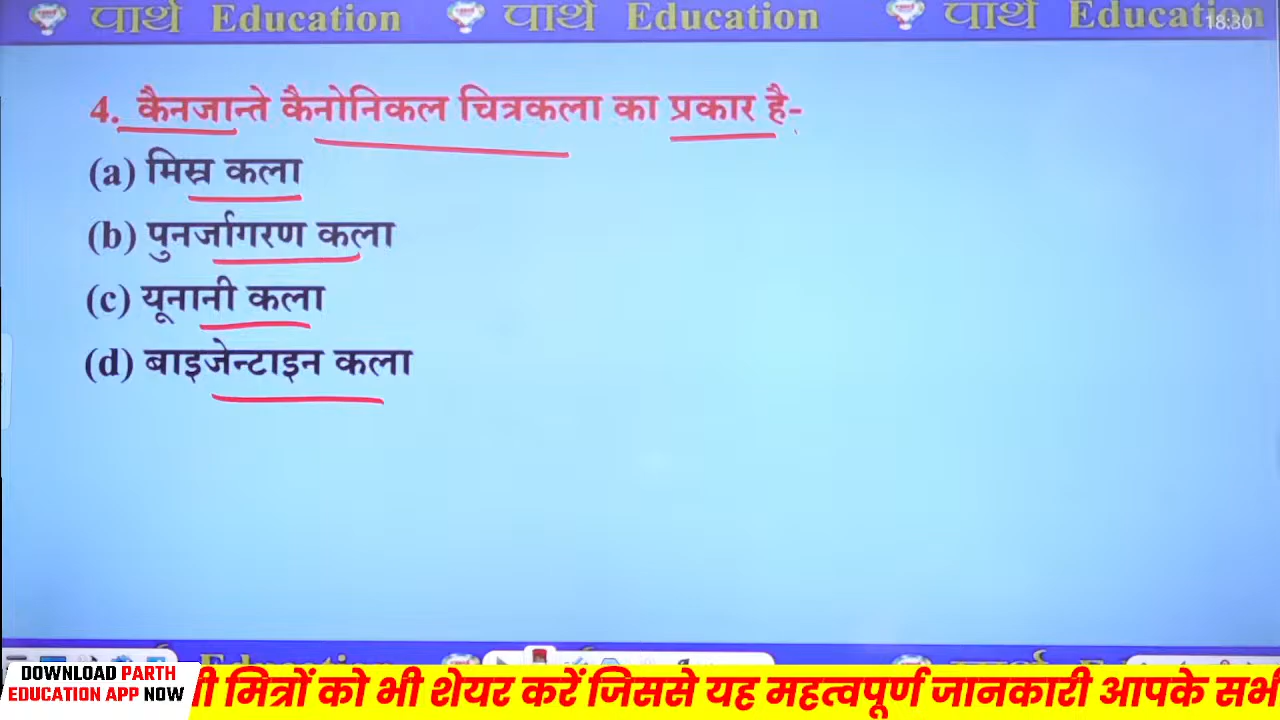 पार्थ Education पार्थ Education पार्थ Education
18:30
4. कैनजान्ते कैनोनिकल चित्रकला का प्रकार है-
(a) मिस्र कला
(b) पुनर्जागरण कला
(c) यूनानी कला
(d) बाइजेन्टाइन कला
DOWNLOAD PARTH
EDUCATION APP NOW
मित्रों को भी शेयर करें जिससे यह महत्वपूर्ण जानकारी आपके सभी